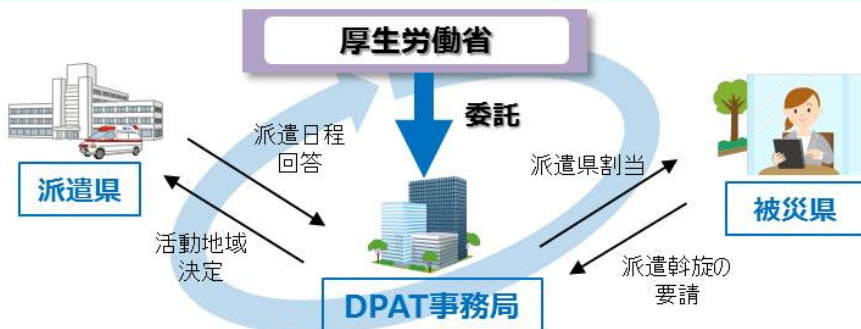 厚生労働省
委託
派遣日程
回答
派遣県割当
派遣県
被災県
活動地域
決定
派遣斡旋の
要請
DPAT事務局